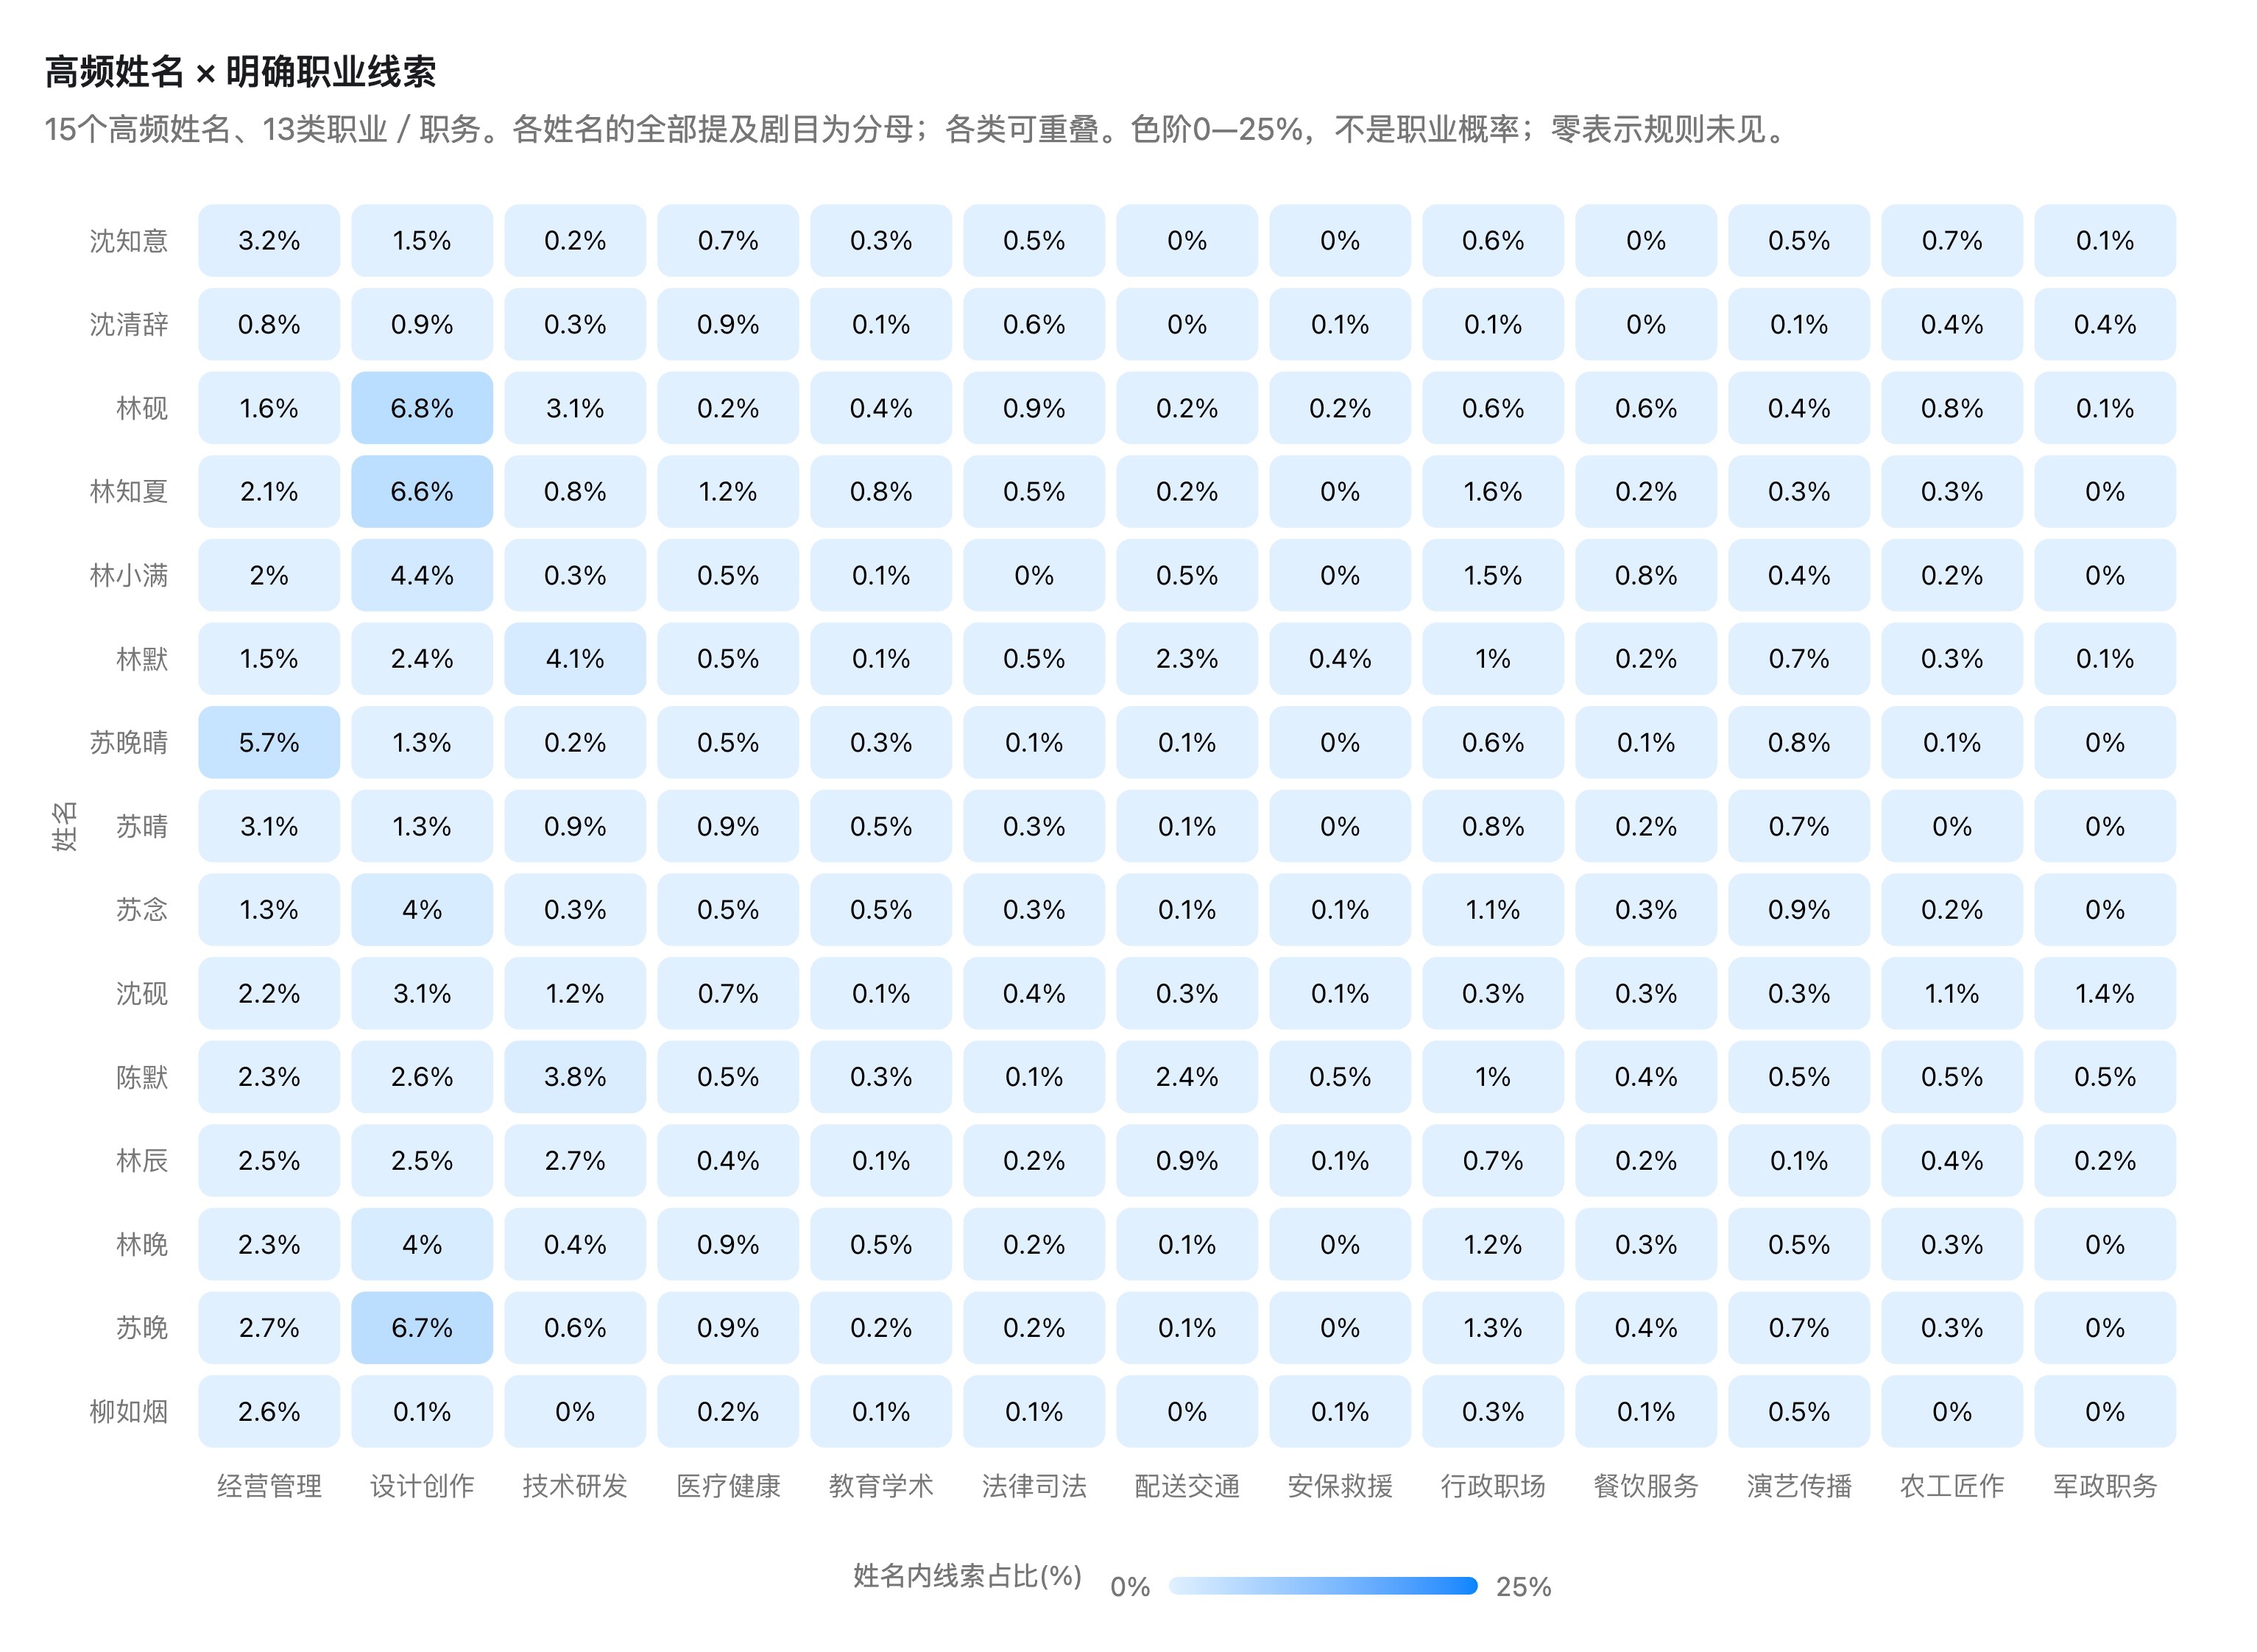 高频姓名 × 明确职业线索
15个高频姓名、13类职业 / 职务。各姓名的全部提及剧目为分母；各类可重叠。色阶0—25%，不是职业概率；零表示规则未见。
沈知意 3.2% 1.5% 0.2% 0.7% 0.3% 0.5% 0% 0% 0.6% 0% 0.5% 0.7% 0.1%
沈清辞 0.8% 0.9% 0.3% 0.9% 0.1% 0.6% 0% 0.1% 0.1% 0% 0.1% 0.4% 0.4%
林砚 1.6% 6.8% 3.1% 0.2% 0.4% 0.9% 0.2% 0.2% 0.6% 0.6% 0.4% 0.8% 0.1%
林知夏 2.1% 6.6% 0.8% 1.2% 0.8% 0.5% 0.2% 0% 1.6% 0.2% 0.3% 0.3% 0%
林小满 2% 4.4% 0.3% 0.5% 0.1% 0% 0.5% 0% 1.5% 0.8% 0.4% 0.2% 0%
林默 1.5% 2.4% 4.1% 0.5% 0.1% 0.5% 2.3% 0.4% 1% 0.2% 0.7% 0.3% 0.1%
苏晚晴 5.7% 1.3% 0.2% 0.5% 0.3% 0.1% 0.1% 0% 0.6% 0.1% 0.8% 0.1% 0%
姓名
苏晴 3.1% 1.3% 0.9% 0.9% 0.5% 0.3% 0.1% 0% 0.8% 0.2% 0.7% 0% 0%
苏念 1.3% 4% 0.3% 0.5% 0.5% 0.3% 0.1% 0.1% 1.1% 0.3% 0.9% 0.2% 0%
沈砚 2.2% 3.1% 1.2% 0.7% 0.1% 0.4% 0.3% 0.1% 0.3% 0.3% 0.3% 1.1% 1.4%
陈默 2.3% 2.6% 3.8% 0.5% 0.3% 0.1% 2.4% 0.5% 1% 0.4% 0.5% 0.5% 0.5%
林辰 2.5% 2.5% 2.7% 0.4% 0.1% 0.2% 0.9% 0.1% 0.7% 0.2% 0.1% 0.4% 0.2%
林晚 2.3% 4% 0.4% 0.9% 0.5% 0.2% 0.1% 0% 1.2% 0.3% 0.5% 0.3% 0%
苏晚 2.7% 6.7% 0.6% 0.9% 0.2% 0.2% 0.1% 0% 1.3% 0.4% 0.7% 0.3% 0%
柳如烟 2.6% 0.1% 0% 0.2% 0.1% 0.1% 0% 0.1% 0.3% 0.1% 0.5% 0% 0%
经营管理 设计创作 技术研发 医疗健康 教育学术 法律司法 配送交通 安保救援 行政职场 餐饮服务 演艺传播 农工匠作 军政职务
姓名内线索占比(%) 0% 25%